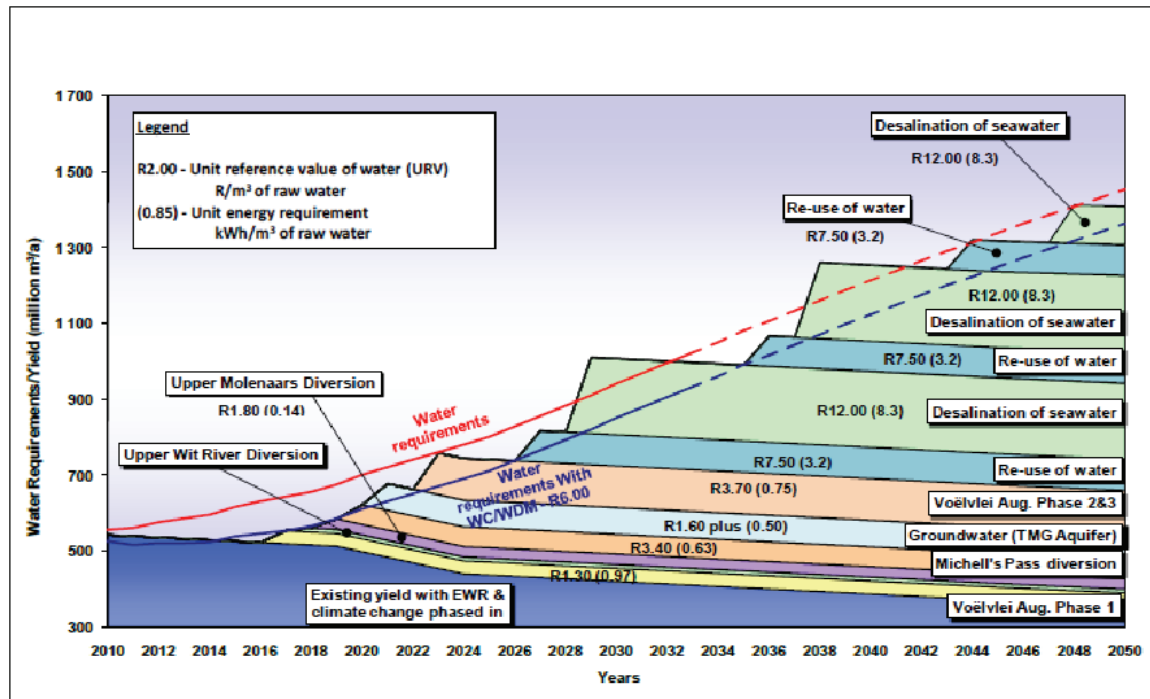 Water Requirements/Yield (million m³/a)
1 700
1 500
1 300
1 100
900
700
500
300
Legend
R2.00 - Unit reference value of water (URV)
R/m³ of raw water
(0.85) - Unit energy requirement
kWh/m³ of raw water
Desalination of seawater
R12.00 (8.3)
Re-use of water
R7.50 (3.2)
R12.00 (8.3)
Desalination of seawater
R7.50 (3.2)
Re-use of water
Upper Molenaars Diversion
R1.80 (0.14)
R12.00 (8.3)
Desalination of seawater
Water
requirements
Upper Wit River Diversion
R7.50 (3.2)
Re-use of water
Water
requirements With
WC/WDM - R6.00
R3.70 (0.75)
Voëlvlei Aug. Phase 2&3
R1.60 plus (0.50)
Groundwater (TMG Aquifer)
R3.40 (0.63)
Michell's Pass diversion
R1.30 (0.97)
Existing yield with EWR &
climate change phased in
Voëlvlei Aug. Phase 1
2010 2012 2014 2016 2018 2020 2022 2024 2026 2028 2030 2032 2034 2036 2038 2040 2042 2044 2046 2048 2050
Years